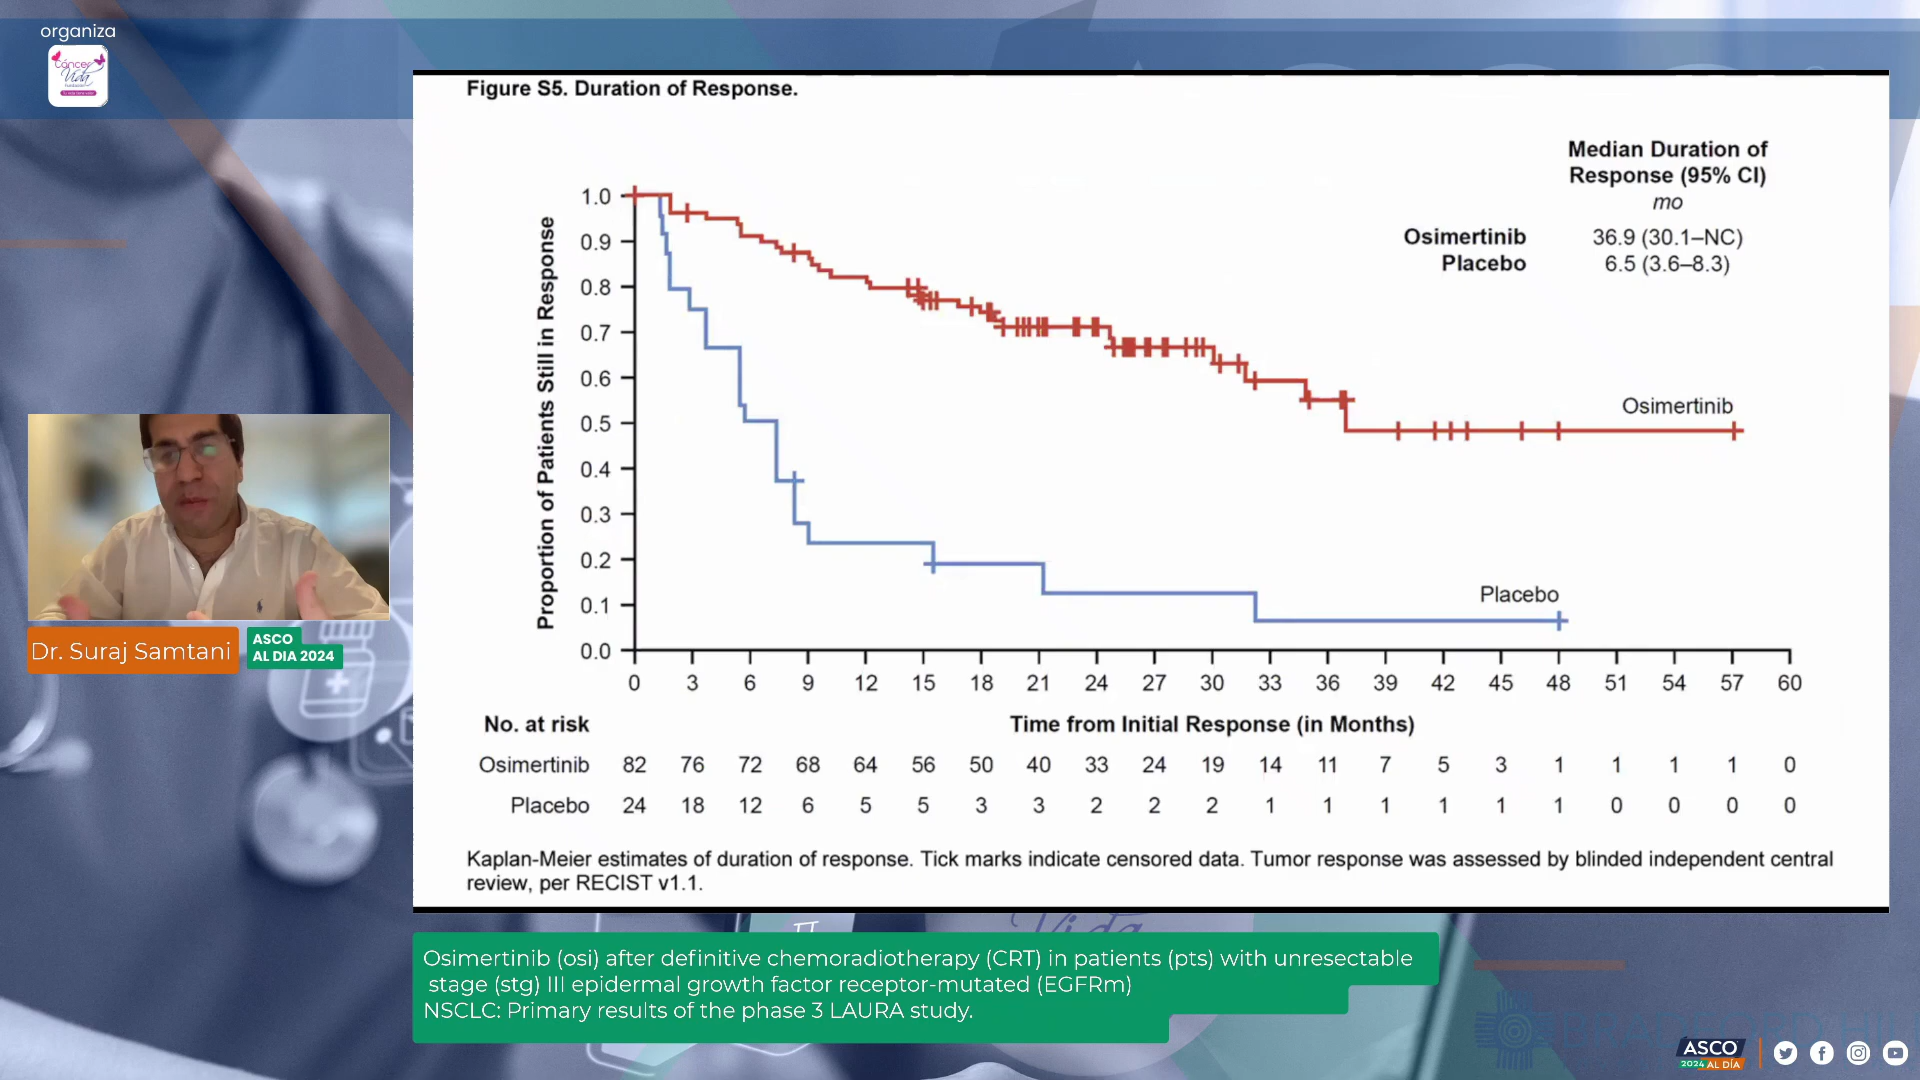 organiza
Cáncer
Vida
Figure S5. Duration of Response.
Median Duration of
Response (95% CI)
mo
Osimertinib 36.9 (30.1–NC)
Placebo 6.5 (3.6–8.3)
Proportion of Patients Still in Response
1.0
0.9
0.8
0.7
0.6
0.5
0.4
0.3
0.2
0.1
0.0
Osimertinib
Placebo
0 3 6 9 12 15 18 21 24 27 30 33 36 39 42 45 48 51 54 57 60
No. at risk Time from Initial Response (in Months)
Osimertinib 82 76 72 68 64 56 50 40 33 24 19 14 11 7 5 3 1 1 1 1 0
Placebo 24 18 12 6 5 5 3 3 2 2 2 1 1 1 1 1 1 0 0 0 0
Kaplan-Meier estimates of duration of response. Tick marks indicate censored data. Tumor response was assessed by blinded independent central
review, per RECIST v1.1.
Dr. Suraj Samtani
ASCO
AL DIA 2024
Vida
Osimertinib (osi) after definitive chemoradiotherapy (CRT) in patients (pts) with unresectable
stage (stg) III epidermal growth factor receptor-mutated (EGFRm)
NSCLC: Primary results of the phase 3 LAURA study.
BRADFORD HILL
ASCO
2024 AL DÍA